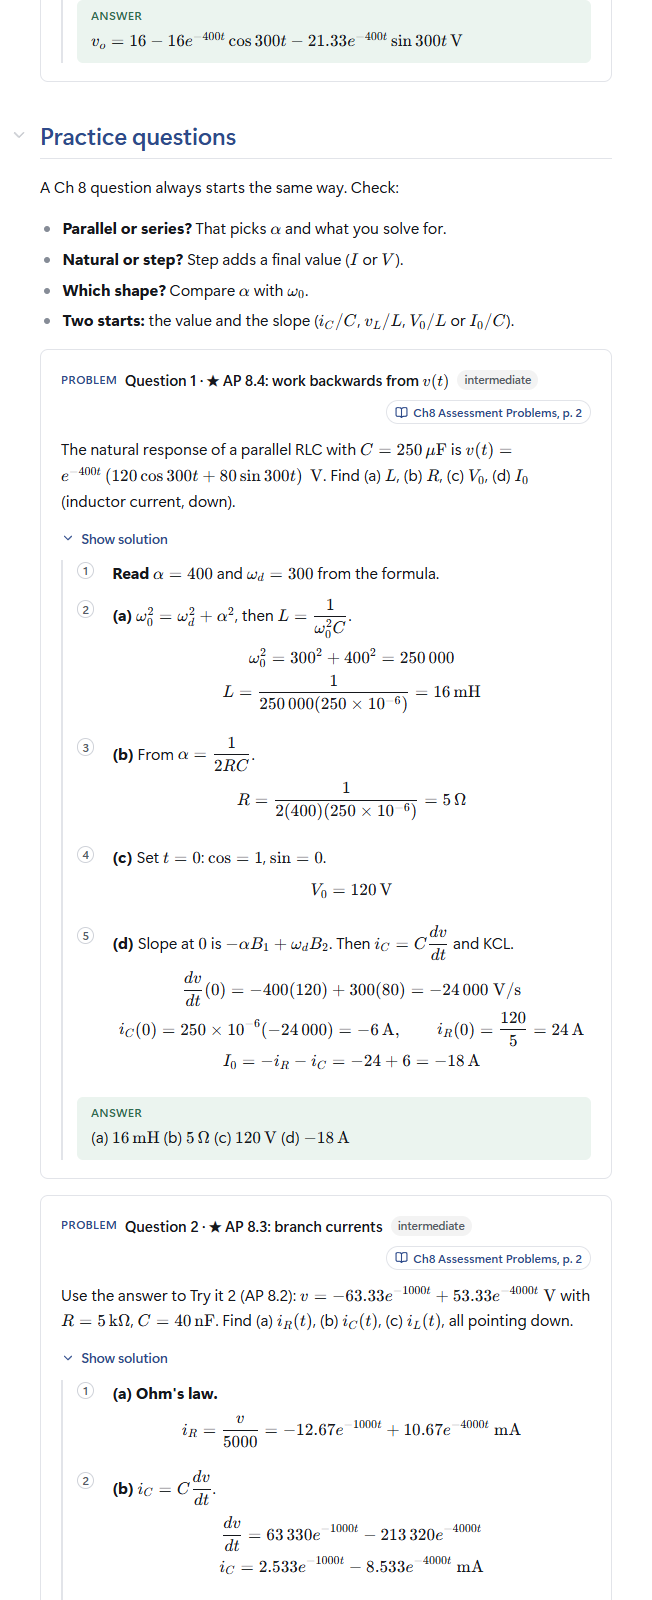 ANSWER
v_o = 16 − 16e^{−400t} cos 300t − 21.33e^{−400t} sin 300t V
Practice questions
A Ch 8 question always starts the same way. Check:
• Parallel or series? That picks α and what you solve for.
• Natural or step? Step adds a final value (I or V).
• Which shape? Compare α with ω₀.
• Two starts: the value and the slope (i_C/C, v_L/L, V₀/L or I₀/C).
PROBLEM Question 1 · ★ AP 8.4: work backwards from v(t) intermediate
Ch8 Assessment Problems, p. 2
The natural response of a parallel RLC with C = 250 μF is v(t) =
e^{−400t} (120 cos 300t + 80 sin 300t) V. Find (a) L, (b) R, (c) V₀, (d) I₀
(inductor current, down).
Show solution
1 Read α = 400 and ω_d = 300 from the formula.
2 (a) ω₀² = ω_d² + α², then L = 1/(ω₀²C).
ω₀² = 300² + 400² = 250 000
L = 1/(250 000(250 × 10^{−6})) = 16 mH
3 (b) From α = 1/(2RC).
R = 1/(2(400)(250 × 10^{−6})) = 5 Ω
4 (c) Set t = 0: cos = 1, sin = 0.
V₀ = 120 V
5 (d) Slope at 0 is −αB₁ + ω_dB₂. Then i_C = C dv/dt and KCL.
dv/dt (0) = −400(120) + 300(80) = −24 000 V/s
i_C(0) = 250 × 10^{−6}(−24 000) = −6 A, i_R(0) = 120/5 = 24 A
I₀ = −i_R − i_C = −24 + 6 = −18 A
ANSWER
(a) 16 mH (b) 5 Ω (c) 120 V (d) −18 A
PROBLEM Question 2 · ★ AP 8.3: branch currents intermediate
Ch8 Assessment Problems, p. 2
Use the answer to Try it 2 (AP 8.2): v = −63.33e^{−1000t} + 53.33e^{−4000t} V with
R = 5 kΩ, C = 40 nF. Find (a) i_R(t), (b) i_C(t), (c) i_L(t), all pointing down.
Show solution
1 (a) Ohm's law.
i_R = v/5000 = −12.67e^{−1000t} + 10.67e^{−4000t} mA
2 (b) i_C = C dv/dt.
dv/dt = 63 330e^{−1000t} − 213 320e^{−4000t}
i_C = 2.533e^{−1000t} − 8.533e^{−4000t} mA